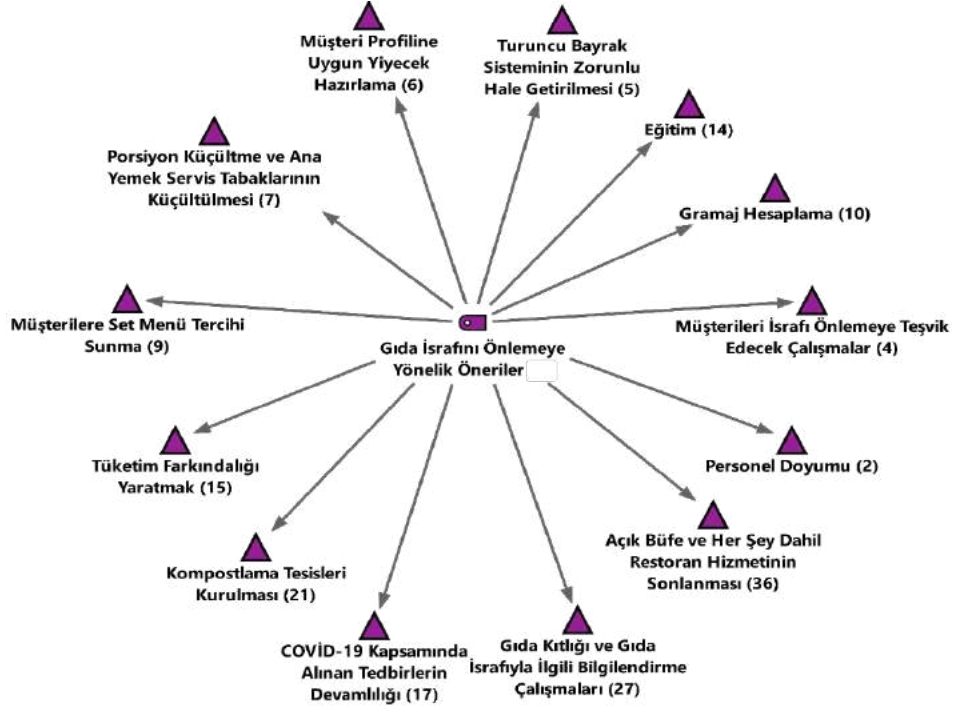 Müşteri Profiline
Uygun Yiyecek
Hazırlama (6)
Turuncu Bayrak
Sisteminin Zorunlu
Hale Getirilmesi (5)
Eğitim (14)
Porsiyon Küçültme ve Ana
Yemek Servis Tabaklarının
Küçültülmesi (7)
Gramaj Hesaplama (10)
Müşterilere Set Menü Tercihi
Sunma (9)
Müşterileri İsrafı Önlemeye Teşvik
Edecek Çalışmalar (4)
Gıda İsrafını Önlemeye
Yönelik Öneriler
Tüketim Farkındalığı
Yaratmak (15)
Personel Doyumu (2)
Açık Büfe ve Her Şey Dahil
Restoran Hizmetinin
Sonlanması (36)
Kompostlama Tesisleri
Kurulması (21)
COVİD-19 Kapsamında
Alınan Tedbirlerin
Devamlılığı (17)
Gıda Kıtlığı ve Gıda
İsrafıyla İlgili Bilgilendirme
Çalışmaları (27)